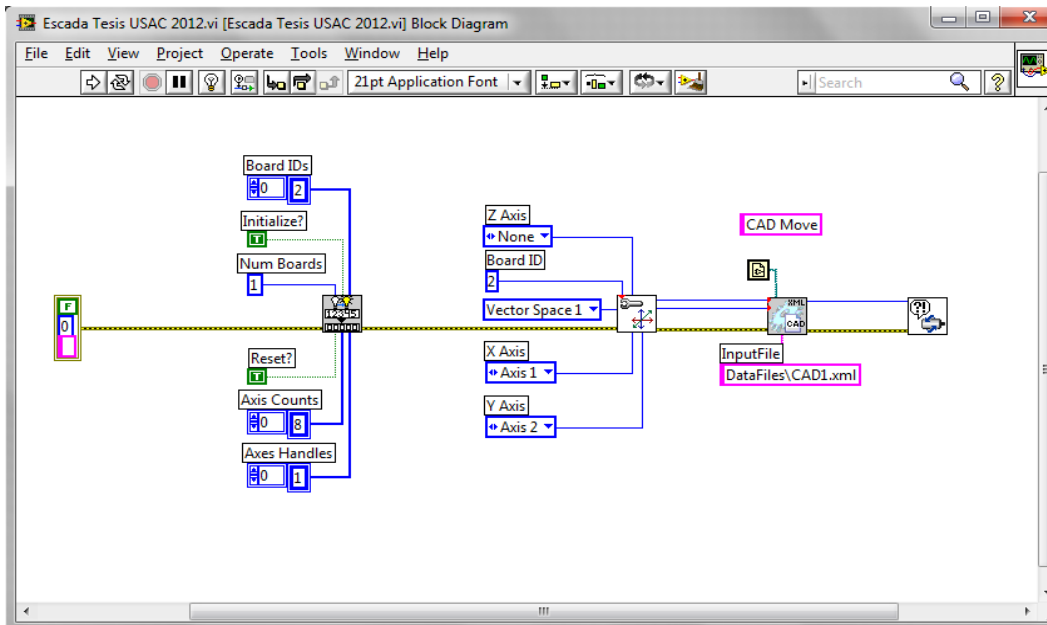 Escada Tesis USAC 2012.vi [Escada Tesis USAC 2012.vi] Block Diagram
File Edit View Project Operate Tools Window Help
21pt Application Font Search ?
Board IDs
0 2
Initialize?
T
Num Boards
1
F
0
Reset?
T
Axis Counts
0 8
Axes Handles
0 1
Z Axis
None
Board ID
2
Vector Space 1
X Axis
Axis 1
Y Axis
Axis 2
CAD Move
XML
CAD
?!
InputFile
DataFiles\CAD1.xml